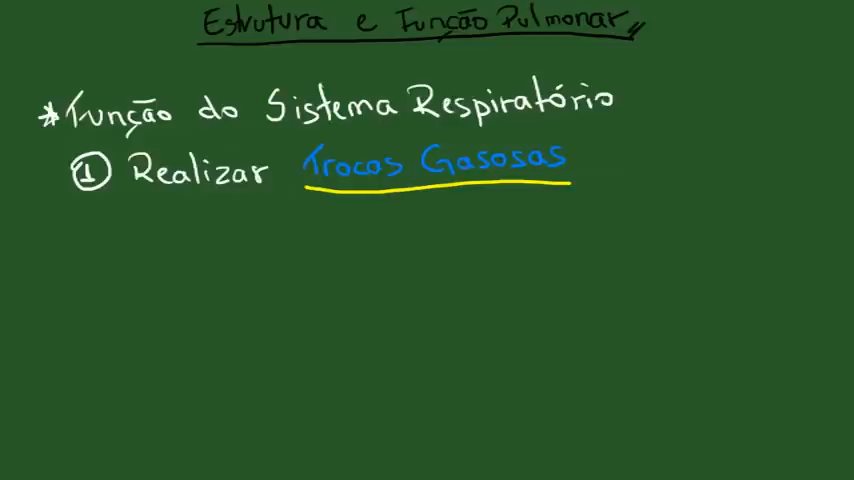 Estrutura e Função Pulmonar
* Função do Sistema Respiratório
① Realizar Trocas Gasosas